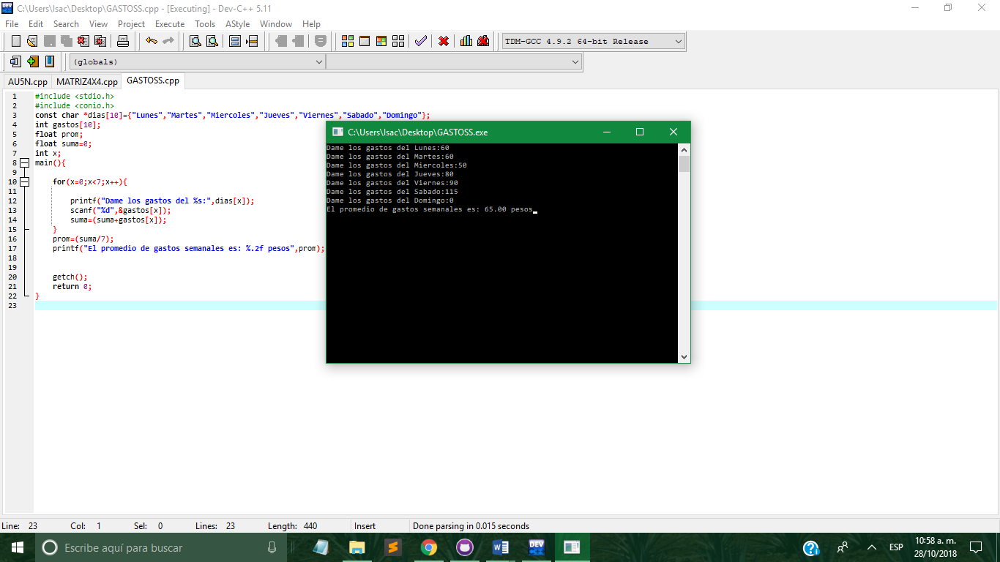 C:\Users\Isac\Desktop\GASTOSS.cpp - [Executing] - Dev-C++ 5.11
File Edit Search View Project Execute Tools AStyle Window Help
TDM-GCC 4.9.2 64-bit Release
(globals)
AU5N.cpp MATRIZ4X4.cpp GASTOSS.cpp
1 #include <stdio.h>
2 #include <conio.h>
3 const char *dias[10]={"Lunes","Martes","Miercoles","Jueves","Viernes","Sabado","Domingo"};
4 int gastos[10];
5 float prom;
6 float suma=0;
7 int x;
8 main(){
9
10 for(x=0;x<7;x++){
11
12 printf("Dame los gastos del %s:",dias[x]);
13 scanf("%d",&gastos[x]);
14 suma=(suma+gastos[x]);
15 }
16 prom=(suma/7);
17 printf("El promedio de gastos semanales es: %.2f pesos",prom);
18
19
20 getch();
21 return 0;
22 }
23
C:\Users\Isac\Desktop\GASTOSS.exe
Dame los gastos del Lunes:60
Dame los gastos del Martes:60
Dame los gastos del Miercoles:50
Dame los gastos del Jueves:80
Dame los gastos del Viernes:90
Dame los gastos del Sabado:115
Dame los gastos del Domingo:0
El promedio de gastos semanales es: 65.00 pesos
Line: 23 Col: 1 Sel: 0 Lines: 23 Length: 440 Insert Done parsing in 0.015 seconds
Escribe aquí para buscar
ESP
10:58 a. m.
28/10/2018